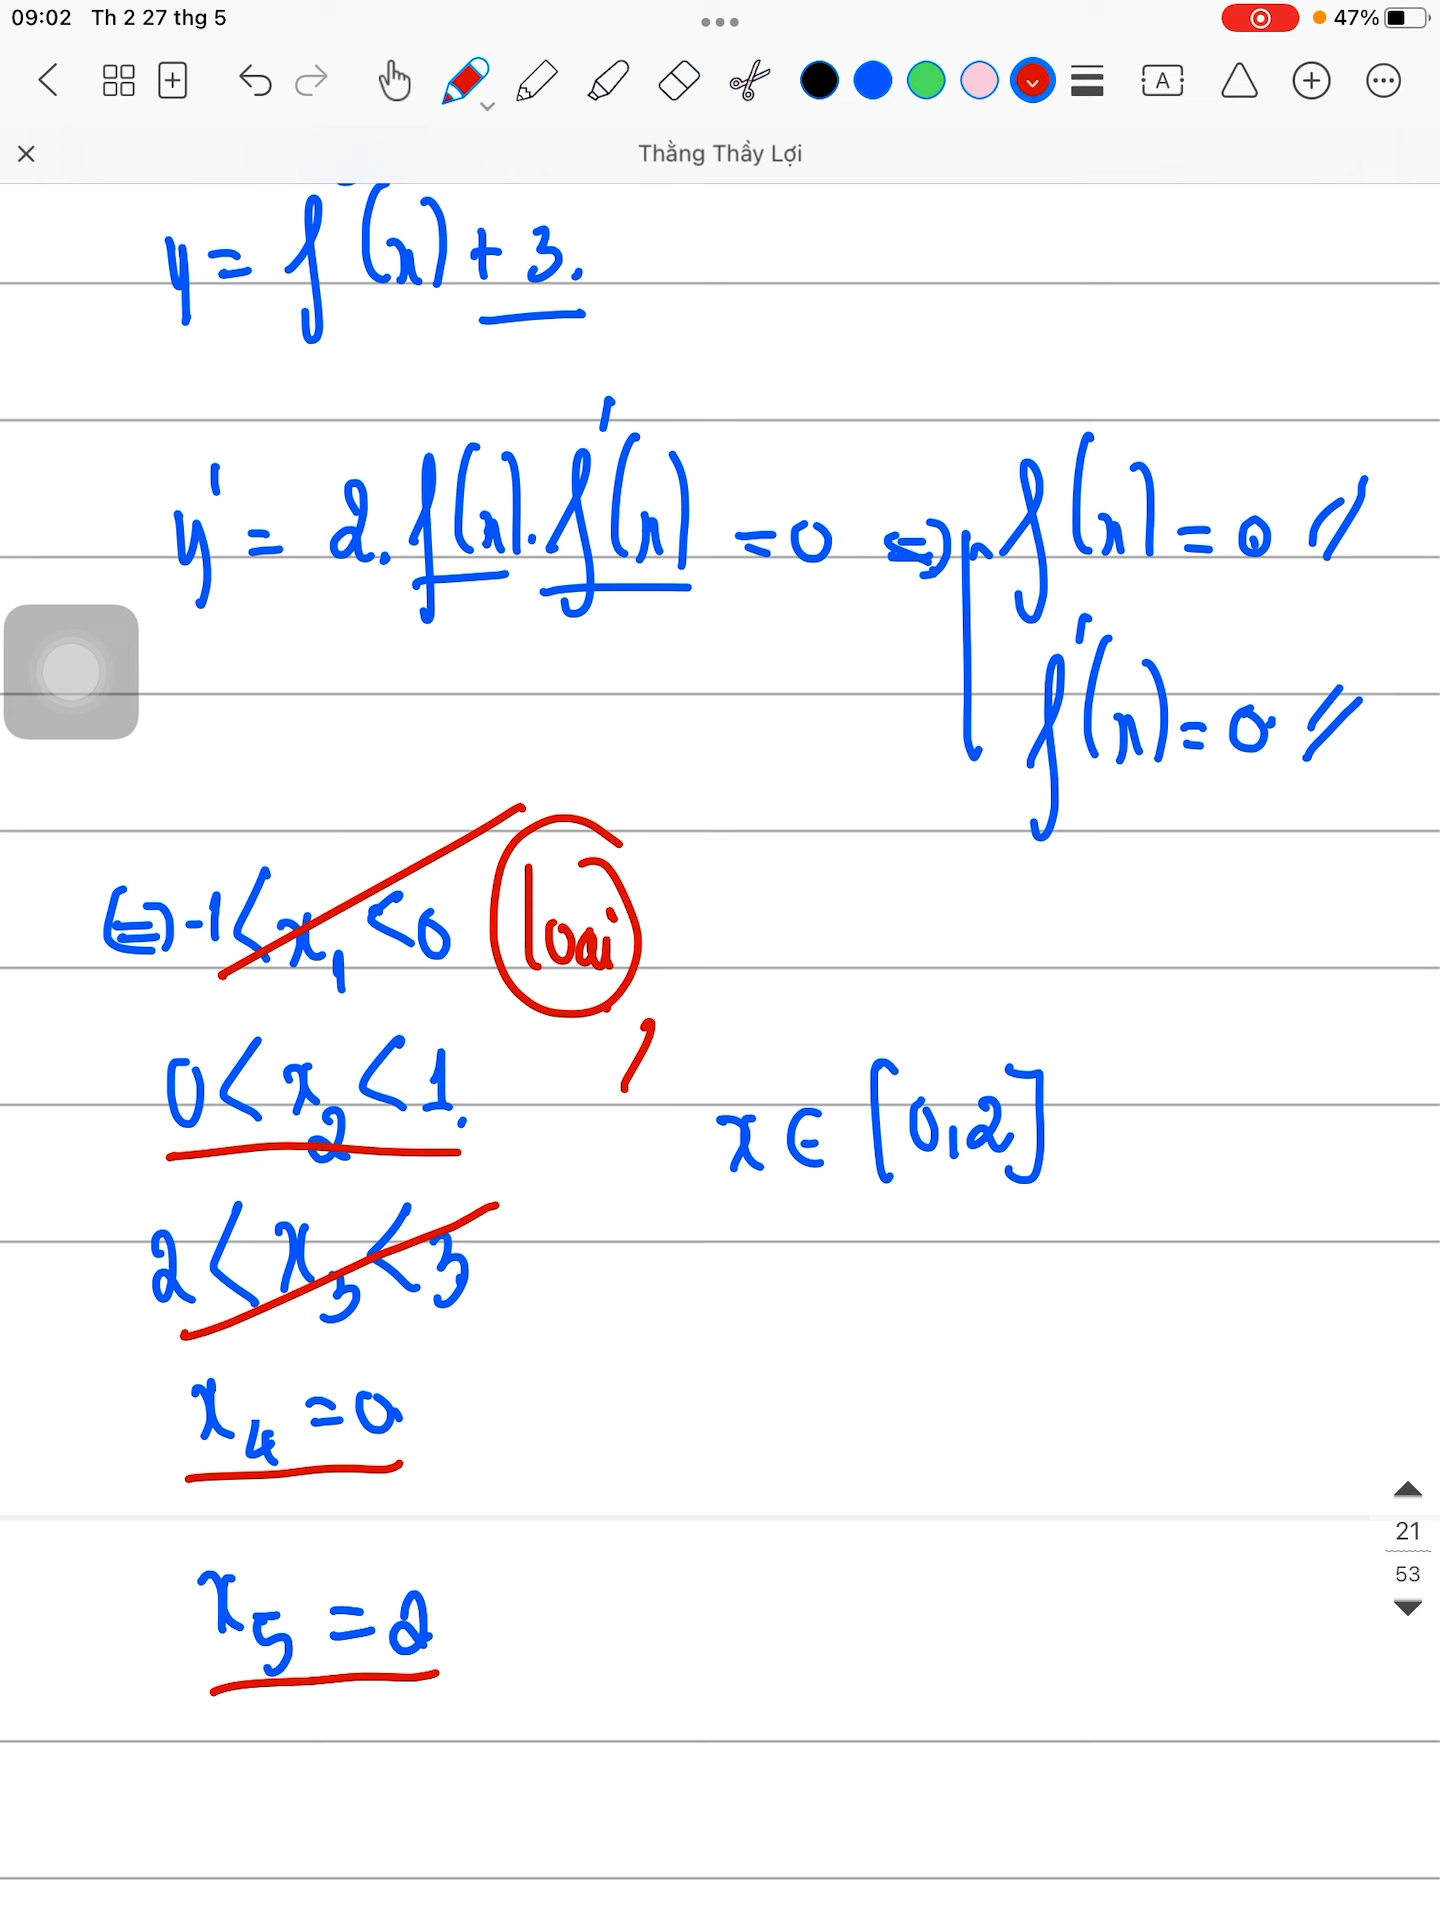 09:02 Th 2 27 thg 5
47%
A
Thằng Thầy Lợi
y = f²(x) + 3.
y' = 2.f(x).f'(x) = 0 ⇔ f(x) = 0 //
f'(x) = 0 //
(=) -1 < x₁ < 0 loại
0 < x₂ < 1.
x ∈ [0,2]
2 < x₃ < 3
x₄ = 0
21
53
x₅ = 2